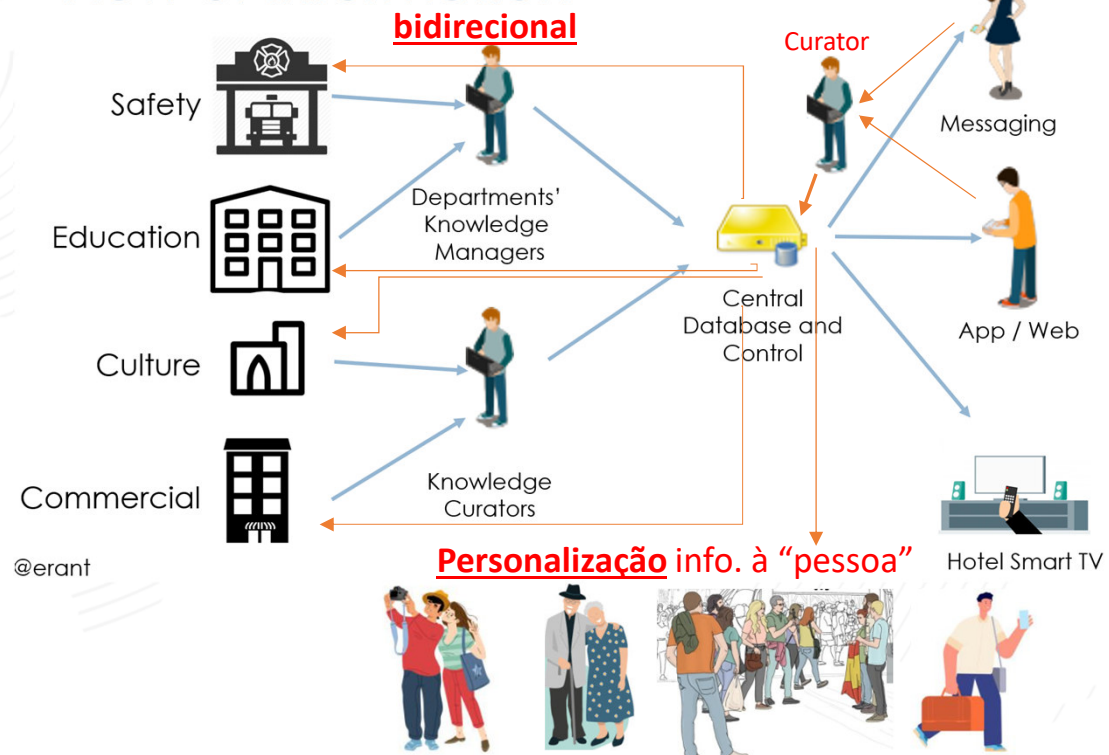 bidirecional
Curator
Safety
Messaging
Departments’
Knowledge
Managers
Education
Central
Database and
Control
App / Web
Culture
Knowledge
Curators
Commercial
@erant
Personalização info. à “pessoa”
Hotel Smart TV